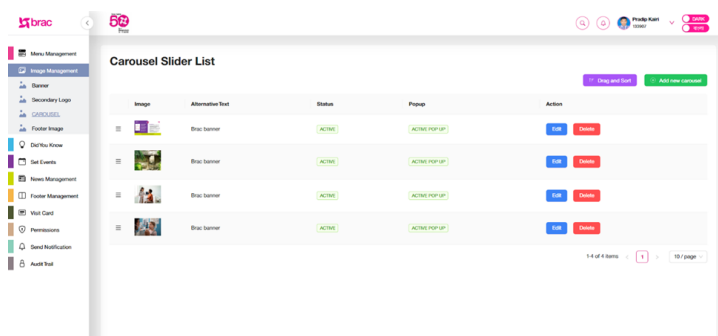 brac
50
Pradip Kairi
DARK
Menu Management
Image Management
Banner
Secondary Logo
CAROUSEL
Footer Image
Did You Know
Set Events
News Management
Footer Management
Visit Card
Permissions
Send Notification
Audit Trail
Carousel Slider List
Drag and Sort
Add new carousel
Image Alternative Text Status Popup Action
Brac banner ACTIVE ACTIVE POP UP Edit Delete
Brac banner ACTIVE ACTIVE POP UP Edit Delete
Brac banner ACTIVE ACTIVE POP UP Edit Delete
Brac banner ACTIVE ACTIVE POP UP Edit Delete
1-4 of 4 items 1 10 / page